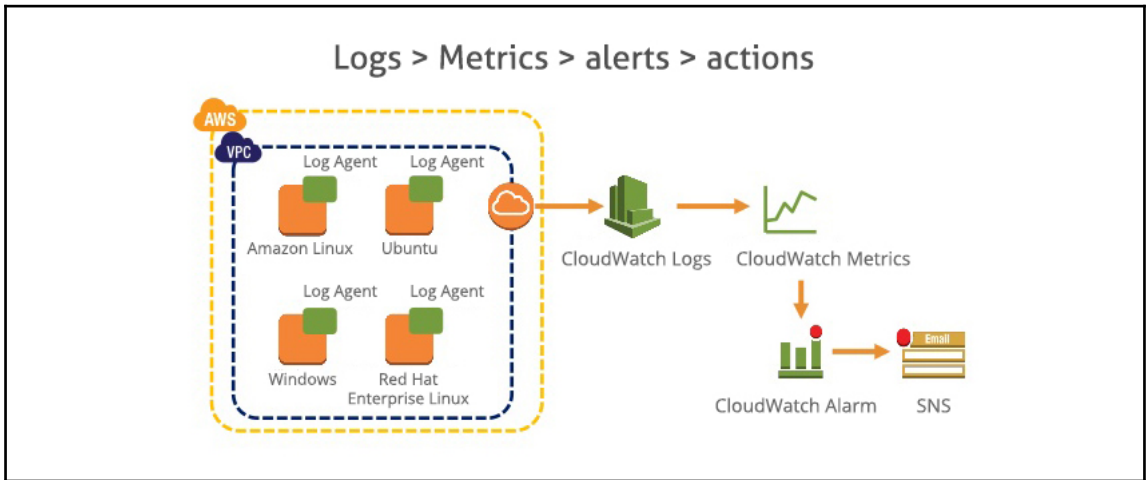 Logs > Metrics > alerts > actions
AWS
VPC
Log Agent
Log Agent
Amazon Linux
Ubuntu
Log Agent
Log Agent
Windows
Red Hat
Enterprise Linux
CloudWatch Logs
CloudWatch Metrics
Email
CloudWatch Alarm
SNS